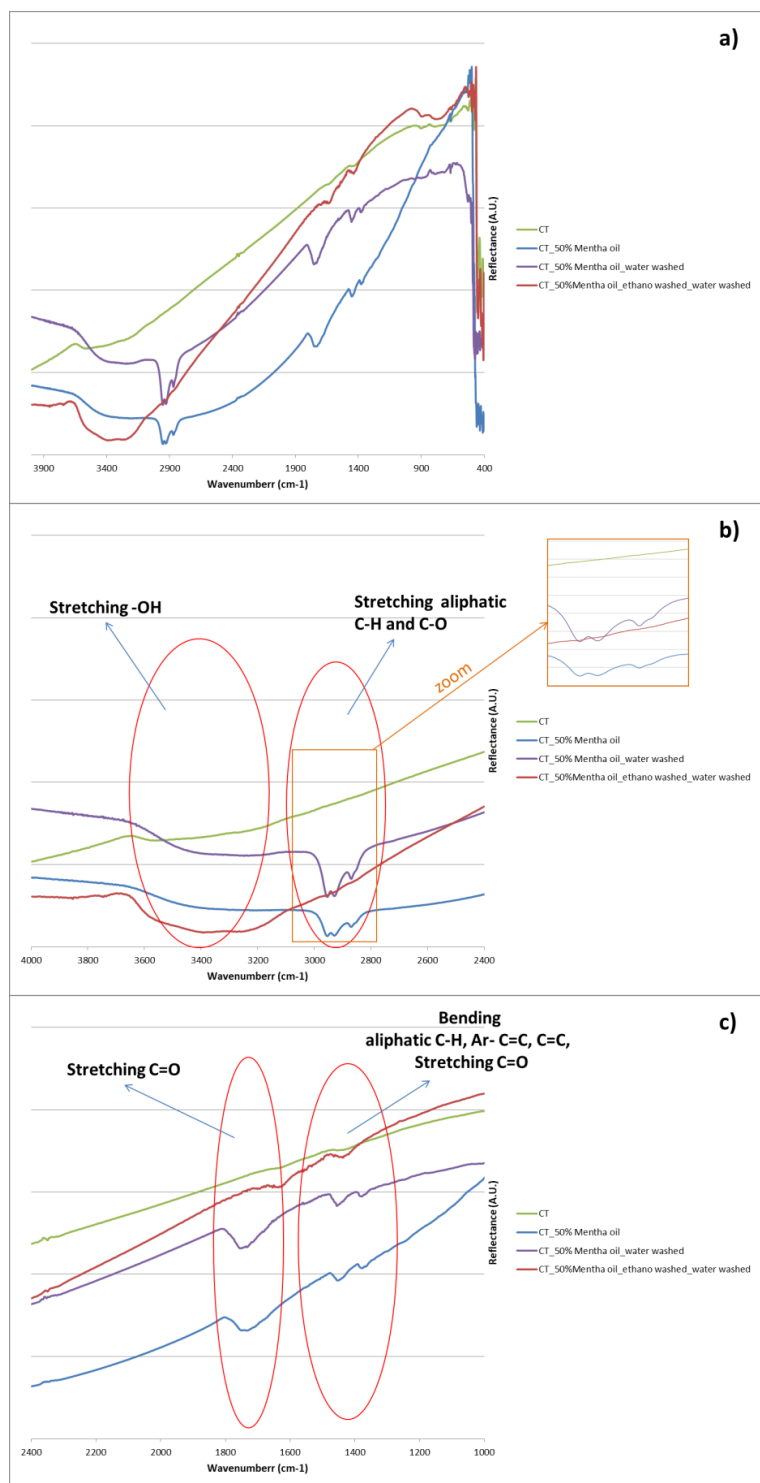 a)
Reflectance (A.U.)
CT
CT_50% Mentha oil
CT_50% Mentha oil_water washed
CT_50%Mentha oil_ethano washed_water washed
3900 3400 2900 2400 1900 1400 900 400
Wavenumberr (cm-1)
b)
Stretching -OH
Stretching aliphatic
C-H and C-O
zoom
Reflectance (A.U.)
CT
CT_50% Mentha oil
CT_50% Mentha oil_water washed
CT_50%Mentha oil_ethano washed_water washed
4000 3800 3600 3400 3200 3000 2800 2600 2400
Wavenumberr (cm-1)
c)
Bending
aliphatic C-H, Ar- C=C, C=C,
Stretching C=O
Stretching C=O
Reflectance (A.U.)
CT
CT_50% Mentha oil
CT_50% Mentha oil_water washed
CT_50%Mentha oil_ethano washed_water washed
2400 2200 2000 1800 1600 1400 1200 1000
Wavenumberr (cm-1)